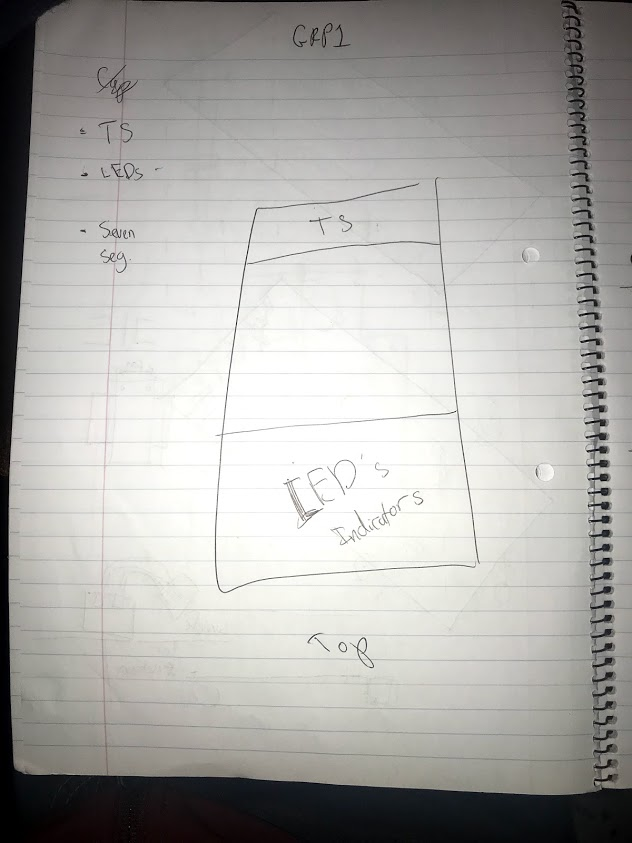 GRP1
• TS
• LEDs -
- Seven
seg.
TS
LED's
Indicators
Top